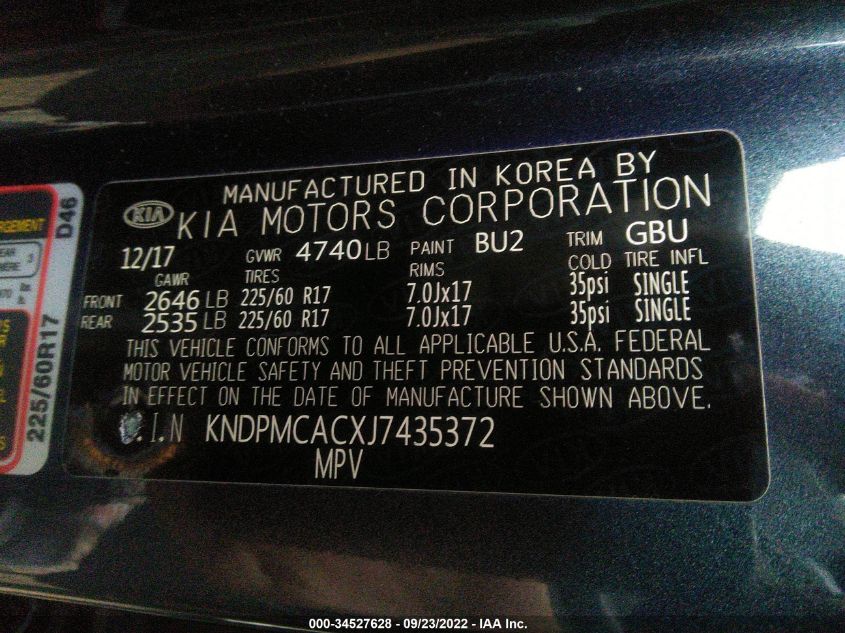 MANUFACTURED IN KOREA BY
KIA KIA MOTORS CORPORATION
12/17 GVWR 4740LB PAINT BU2 TRIM GBU
GAWR TIRES RIMS COLD TIRE INFL
FRONT 2646 LB 225/60 R17 7.0Jx17 35psi SINGLE
REAR 2535 LB 225/60 R17 7.0Jx17 35psi SINGLE
THIS VEHICLE CONFORMS TO ALL APPLICABLE U.S.A. FEDERAL
MOTOR VEHICLE SAFETY AND THEFT PREVENTION STANDARDS
IN EFFECT ON THE DATE OF MANUFACTURE SHOWN ABOVE.
.I.N KNDPMCACXJ7435372
MPV
225/60R17 D46
000-34527628 - 09/23/2022 - IAA Inc.